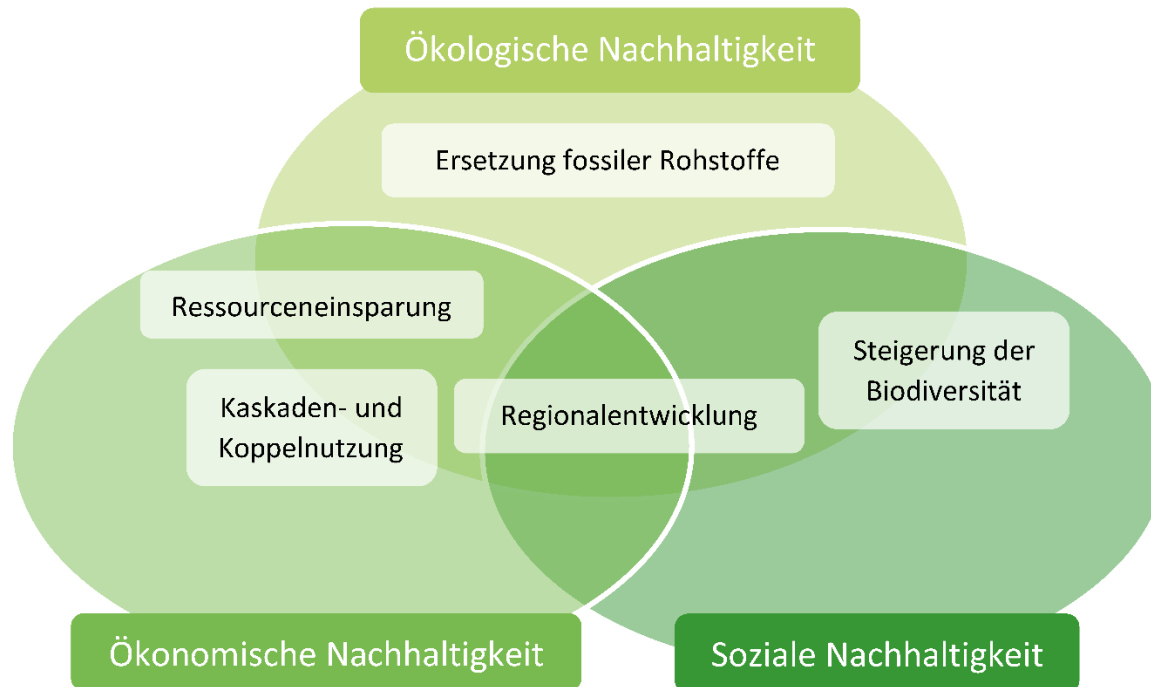 Ökologische Nachhaltigkeit
Ersetzung fossiler Rohstoffe
Ressourceneinsparung
Steigerung der
Biodiversität
Kaskaden- und
Koppelnutzung
Regionalentwicklung
Ökonomische Nachhaltigkeit
Soziale Nachhaltigkeit